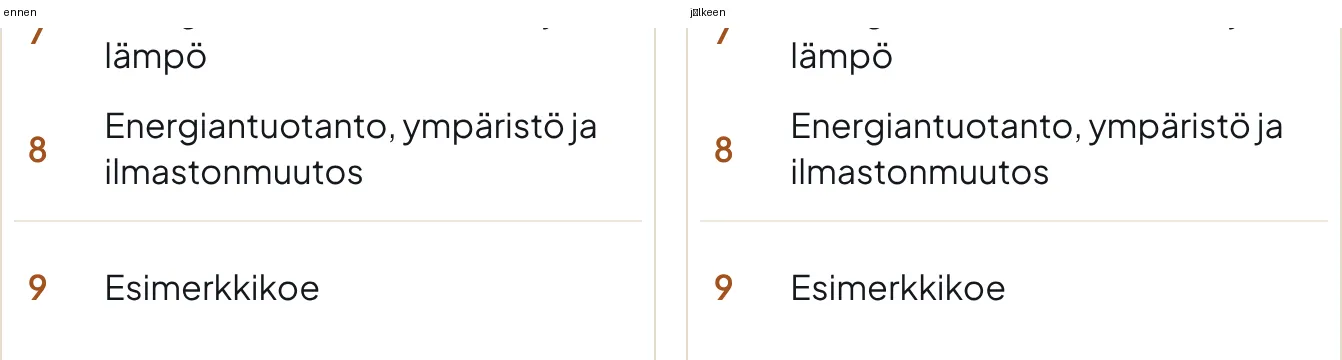 ennen
lämpö
8 Energiantuotanto, ympäristö ja
ilmastonmuutos
9 Esimerkkikoe
jälkeen
lämpö
8 Energiantuotanto, ympäristö ja
ilmastonmuutos
9 Esimerkkikoe